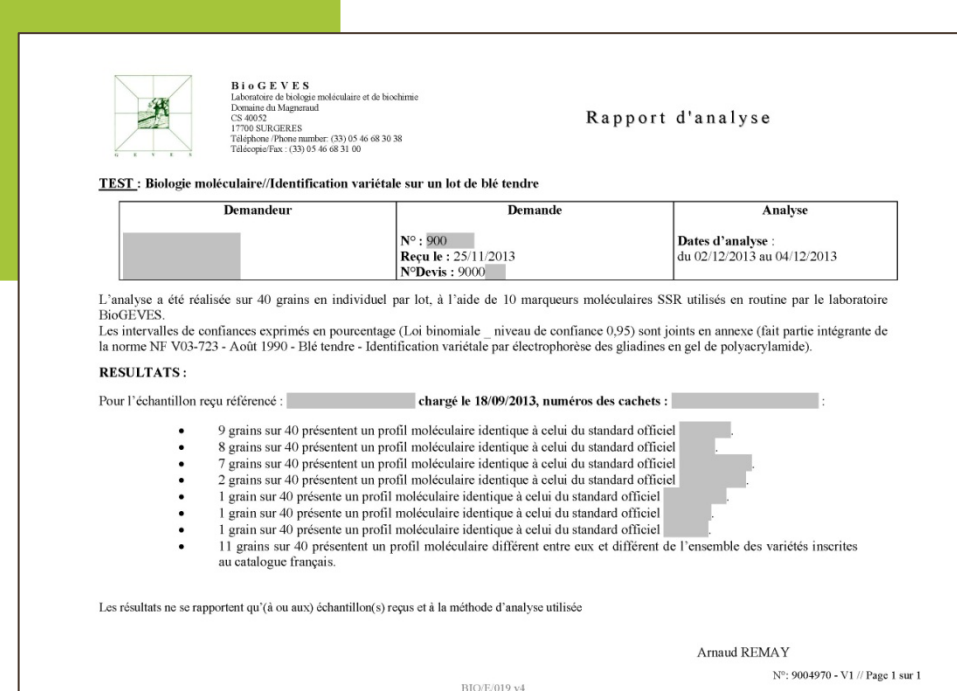 BioGEVES
Laboratoire de biologie moléculaire et de biochimie
Domaine du Magneraud
CS 40052
17700 SURGERES
Téléphone /Phone number: (33) 05 46 68 30 38
Télécopie/Fax : (33) 05 46 68 31 00
Rapport d'analyse
G E V E S
TEST : Biologie moléculaire//Identification variétale sur un lot de blé tendre
Demandeur
Demande
Analyse
N° : 900
Reçu le : 25/11/2013
N°Devis : 9000
Dates d'analyse :
du 02/12/2013 au 04/12/2013
L'analyse a été réalisée sur 40 grains en individuel par lot, à l'aide de 10 marqueurs moléculaires SSR utilisés en routine par le laboratoire
BioGEVES.
Les intervalles de confiances exprimés en pourcentage (Loi binomiale _ niveau de confiance 0,95) sont joints en annexe (fait partie intégrante de
la norme NF V03-723 - Août 1990 - Blé tendre - Identification variétale par électrophorèse des gliadines en gel de polyacrylamide).
RESULTATS :
Pour l'échantillon reçu référencé : chargé le 18/09/2013, numéros des cachets : :
• 9 grains sur 40 présentent un profil moléculaire identique à celui du standard officiel .
• 8 grains sur 40 présentent un profil moléculaire identique à celui du standard officiel .
• 7 grains sur 40 présentent un profil moléculaire identique à celui du standard officiel .
• 2 grains sur 40 présentent un profil moléculaire identique à celui du standard officiel .
• 1 grain sur 40 présente un profil moléculaire identique à celui du standard officiel .
• 1 grain sur 40 présente un profil moléculaire identique à celui du standard officiel .
• 1 grain sur 40 présente un profil moléculaire identique à celui du standard officiel .
• 11 grains sur 40 présentent un profil moléculaire différent entre eux et différent de l'ensemble des variétés inscrites
au catalogue français.
Les résultats ne se rapportent qu'(à ou aux) échantillon(s) reçus et à la méthode d'analyse utilisée
Arnaud REMAY
N°: 9004970 - V1 // Page 1 sur 1
BIO/E/019 v4